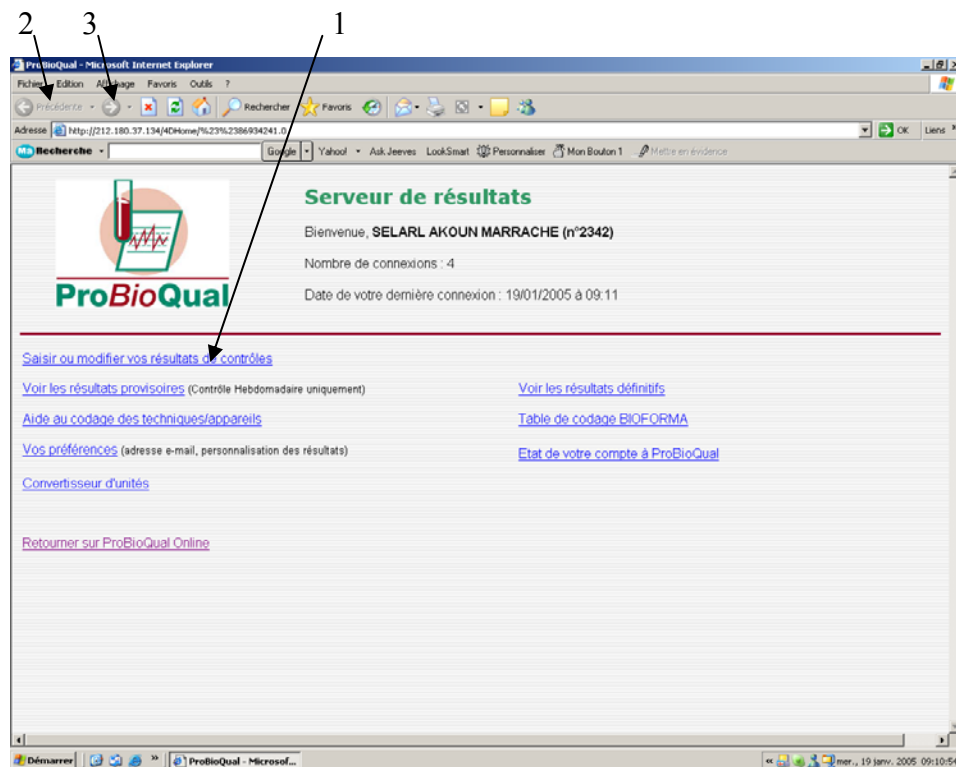 2 3 1
ProBioQual - Microsoft Internet Explorer
Fichier Edition Affichage Favoris Outils ?
Précédente Rechercher Favoris
Adresse http://212.180.37.134/4DHome/%23%2386934241.0 OK Liens »
Recherche Google Yahoo! Ask Jeeves LookSmart Personnaliser Mon Bouton 1 Mettre en évidence
Serveur de résultats
Bienvenue, SELARL AKOUN MARRACHE (n°2342)
Nombre de connexions : 4
ProBioQual
Date de votre dernière connexion : 19/01/2005 à 09:11
Saisir ou modifier vos résultats de contrôles
Voir les résultats provisoires (Contrôle Hebdomadaire uniquement) Voir les résultats définitifs
Aide au codage des techniques/appareils Table de codage BIOFORMA
Vos préférences (adresse e-mail, personnalisation des résultats) Etat de votre compte à ProBioQual
Convertisseur d'unités
Retourner sur ProBioQual Online
Démarrer » ProBioQual - Microsof... « mer., 19 janv. 2005 09:10:54